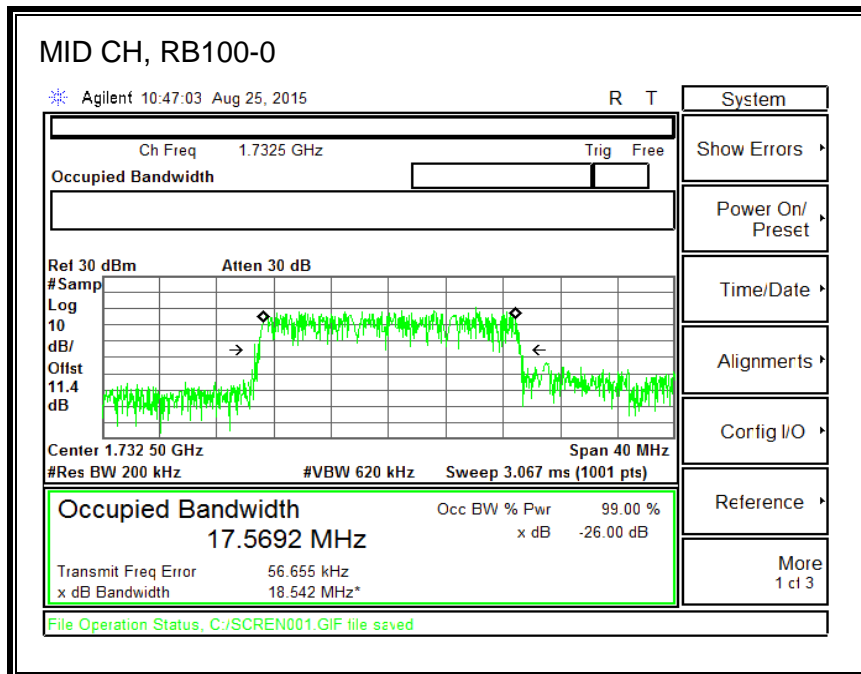 MID CH, RB100-0
Agilent 10:47:03 Aug 25, 2015 R T
System
Ch Freq 1.7325 GHz Trig Free
Occupied Bandwidth
Show Errors
Power On/
Preset
Time/Date
Alignments
Config I/O
Reference
More
1 of 3
Ref 30 dBm Atten 30 dB
#Samp
Log
10
dB/
Offst
11.4
dB
Center 1.732 50 GHz Span 40 MHz
#Res BW 200 kHz #VBW 620 kHz Sweep 3.067 ms (1001 pts)
Occupied Bandwidth
17.5692 MHz
Occ BW % Pwr 99.00 %
x dB -26.00 dB
Transmit Freq Error 56.655 kHz
x dB Bandwidth 18.542 MHz*
File Operation Status, C:/SCREN001.GIF file saved